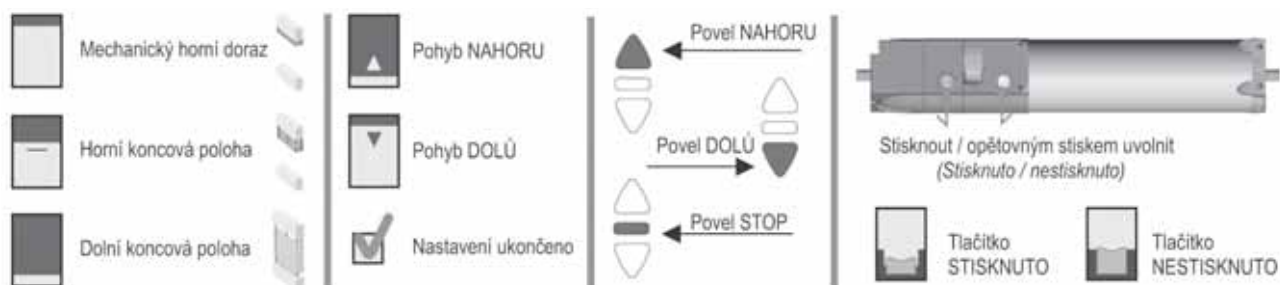 Mechanický horní doraz
Horní koncová poloha
Dolní koncová poloha
Pohyb NAHORU
Pohyb DOLŮ
Nastavení ukončeno
Povel NAHORU
Povel DOLŮ
Povel STOP
Stisknout / opětovným stiskem uvolnit
(Stisknuto / nestisknuto)
Tlačítko
STISKNUTO
Tlačítko
NESTISKNUTO